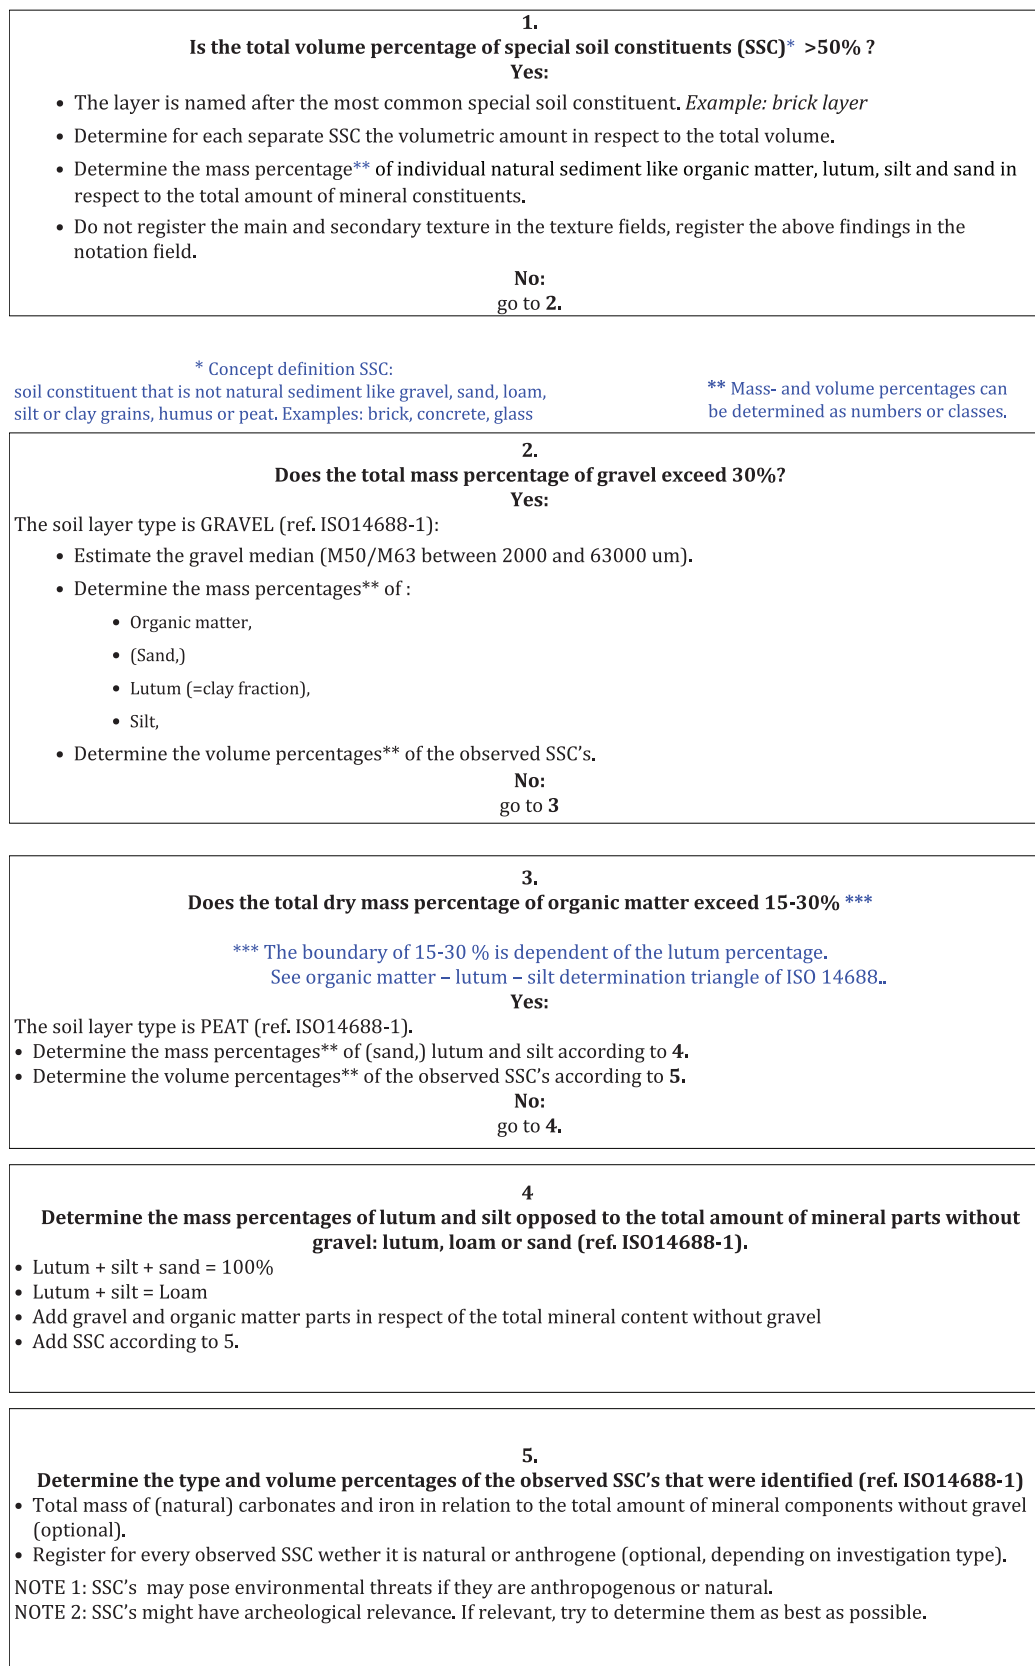 1.
Is the total volume percentage of special soil constituents (SSC)* >50% ?
Yes:
• The layer is named after the most common special soil constituent. Example: brick layer
• Determine for each separate SSC the volumetric amount in respect to the total volume.
• Determine the mass percentage** of individual natural sediment like organic matter, lutum, silt and sand in
respect to the total amount of mineral constituents.
• Do not register the main and secondary texture in the texture fields, register the above findings in the
notation field.
No:
go to 2.
* Concept definition SSC:
soil constituent that is not natural sediment like gravel, sand, loam,
silt or clay grains, humus or peat. Examples: brick, concrete, glass
** Mass- and volume percentages can
be determined as numbers or classes.
2.
Does the total mass percentage of gravel exceed 30%?
Yes:
The soil layer type is GRAVEL (ref. ISO14688-1):
• Estimate the gravel median (M50/M63 between 2000 and 63000 um).
• Determine the mass percentages** of :
• Organic matter,
• (Sand,)
• Lutum (=clay fraction),
• Silt,
• Determine the volume percentages** of the observed SSC's.
No:
go to 3
3.
Does the total dry mass percentage of organic matter exceed 15-30% ***
*** The boundary of 15-30 % is dependent of the lutum percentage.
See organic matter – lutum – silt determination triangle of ISO 14688..
Yes:
The soil layer type is PEAT (ref. ISO14688-1).
• Determine the mass percentages** of (sand,) lutum and silt according to 4.
• Determine the volume percentages** of the observed SSC's according to 5.
No:
go to 4.
4
Determine the mass percentages of lutum and silt opposed to the total amount of mineral parts without
gravel: lutum, loam or sand (ref. ISO14688-1).
• Lutum + silt + sand = 100%
• Lutum + silt = Loam
• Add gravel and organic matter parts in respect of the total mineral content without gravel
• Add SSC according to 5.
5.
Determine the type and volume percentages of the observed SSC's that were identified (ref. ISO14688-1)
• Total mass of (natural) carbonates and iron in relation to the total amount of mineral components without gravel
(optional).
• Register for every observed SSC wether it is natural or anthrogene (optional, depending on investigation type).
NOTE 1: SSC's may pose environmental threats if they are anthropogenous or natural.
NOTE 2: SSC's might have archeological relevance. If relevant, try to determine them as best as possible.